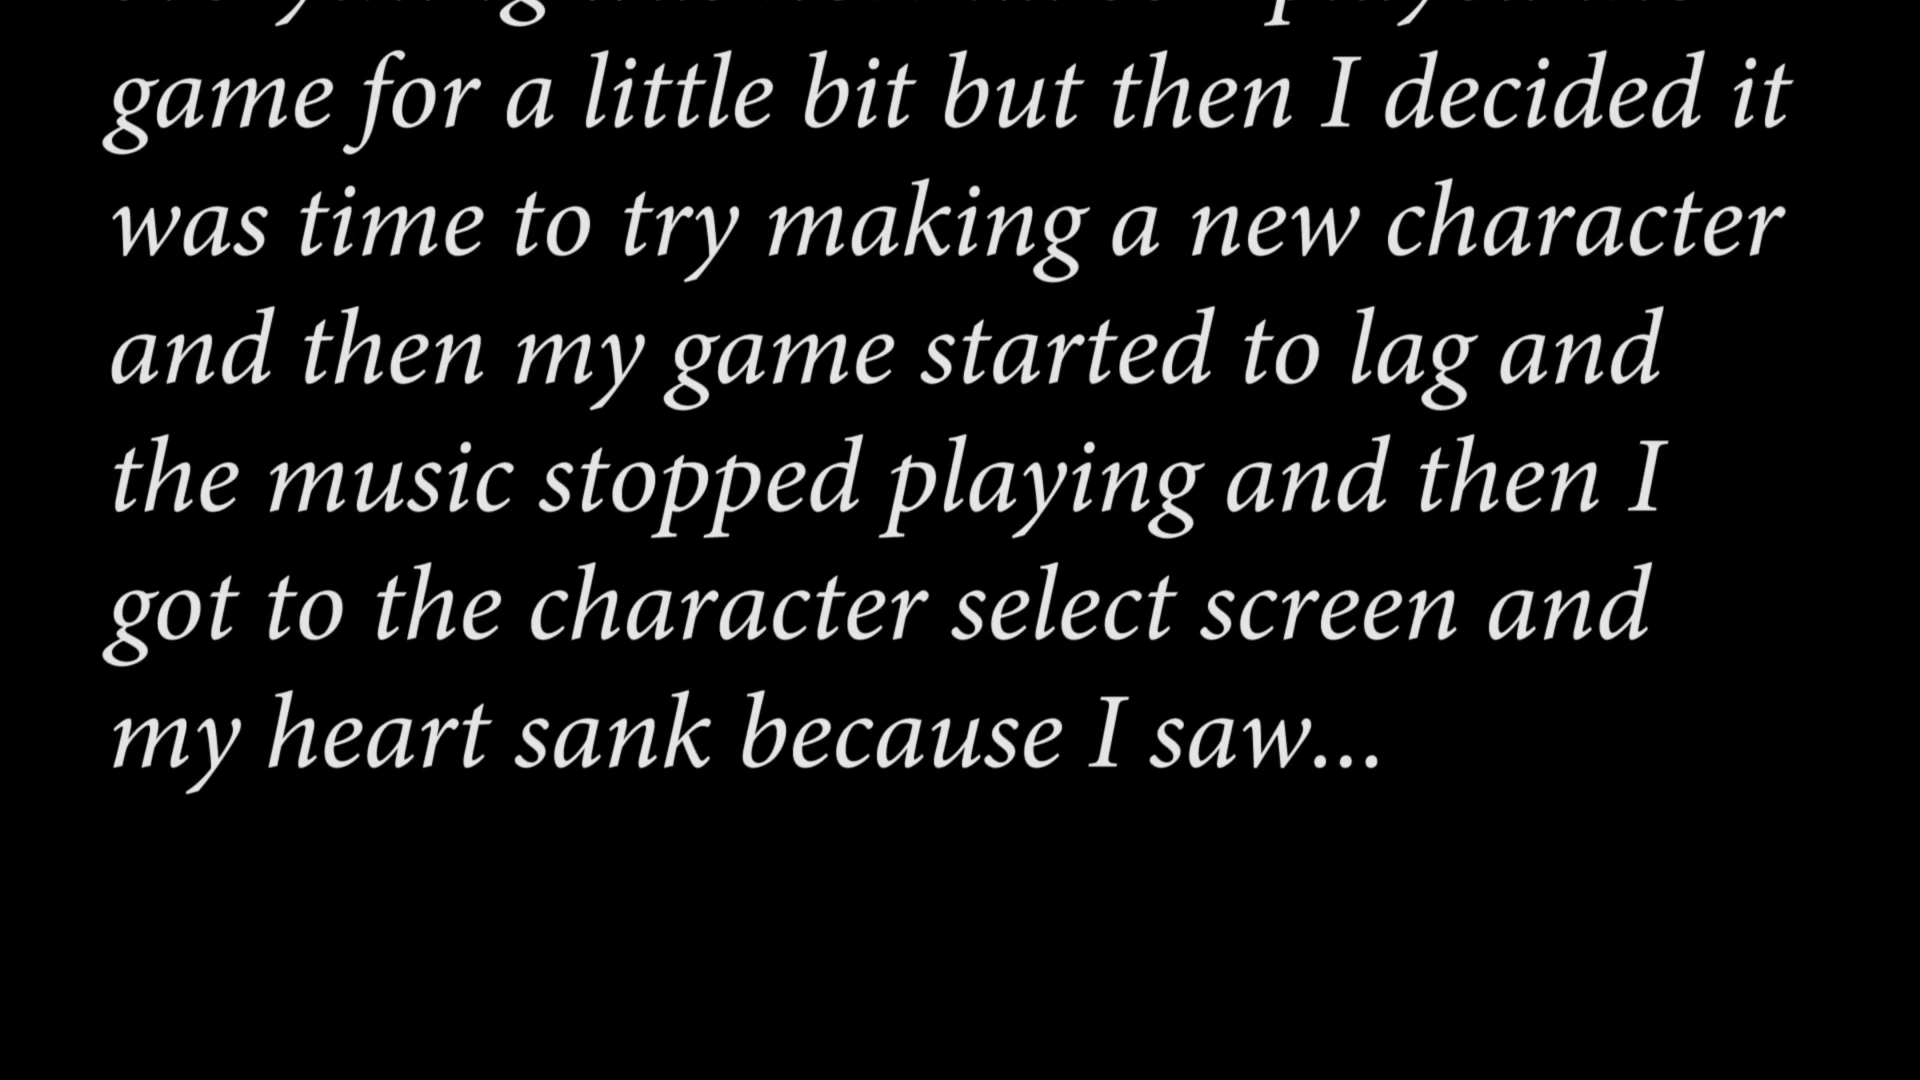 game for a little bit but then I decided it
was time to try making a new character
and then my game started to lag and
the music stopped playing and then I
got to the character select screen and
my heart sank because I saw...